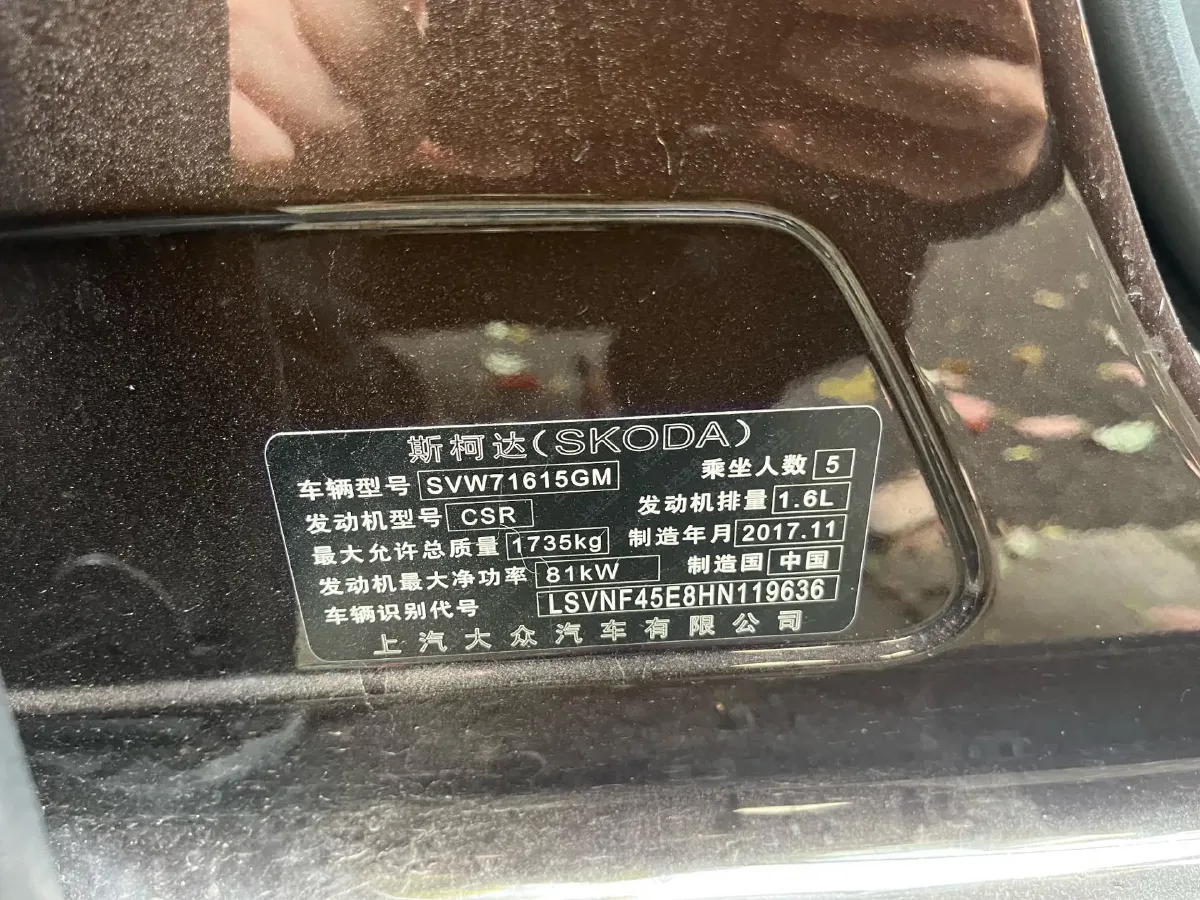 斯柯达(SKODA)
车辆型号 SVW71615GM 乘坐人数 5
发动机型号 CSR 发动机排量 1.6L
最大允许总质量 1735kg 制造年月 2017.11
发动机最大净功率 81kW 制造国 中国
车辆识别代号 LSVNF45E8HN119636
上汽大众汽车有限公司